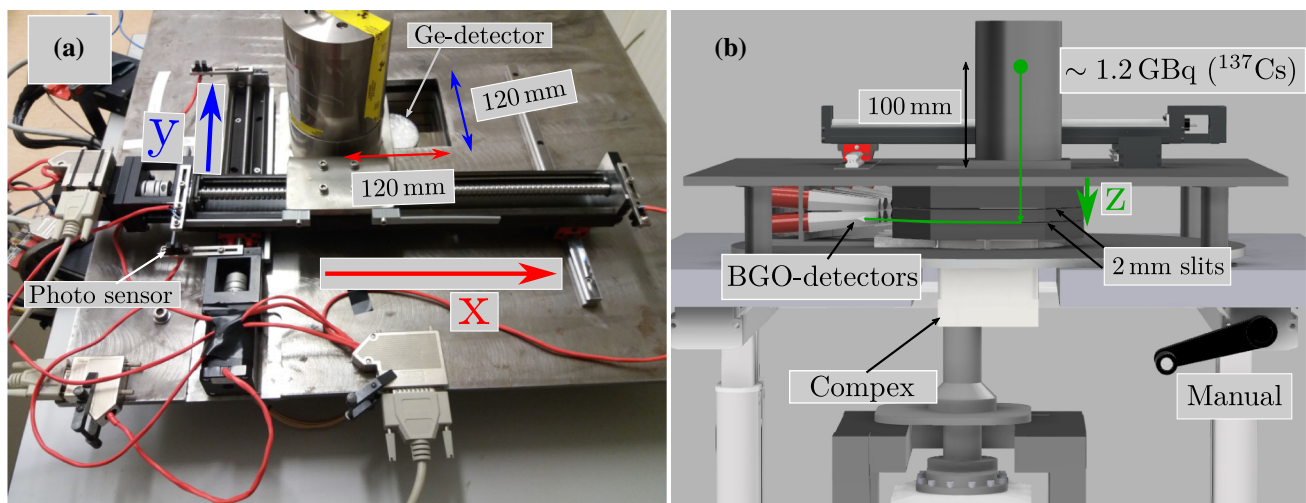 (a)
Ge-detector
120 mm
y
120 mm
Photo sensor
x
(b)
~ 1.2 GBq (¹³⁷Cs)
100 mm
z
BGO-detectors
2 mm slits
Compex
Manual